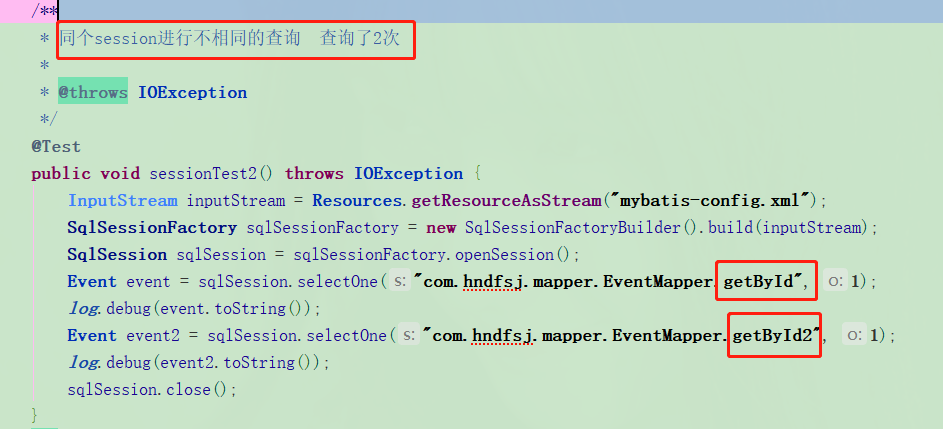 /**
* 同个session进行不相同的查询  查询了2次
*
* @throws IOException
*/
@Test
public void sessionTest2() throws IOException {
InputStream inputStream = Resources.getResourceAsStream("mybatis-config.xml");
SqlSessionFactory sqlSessionFactory = new SqlSessionFactoryBuilder().build(inputStream);
SqlSession sqlSession = sqlSessionFactory.openSession();
Event event = sqlSession.selectOne( s: "com.hndfsj.mapper.EventMapper.getById", o: 1);
log.debug(event.toString());
Event event2 = sqlSession.selectOne( s: "com.hndfsj.mapper.EventMapper.getById2", o: 1);
log.debug(event2.toString());
sqlSession.close();
}